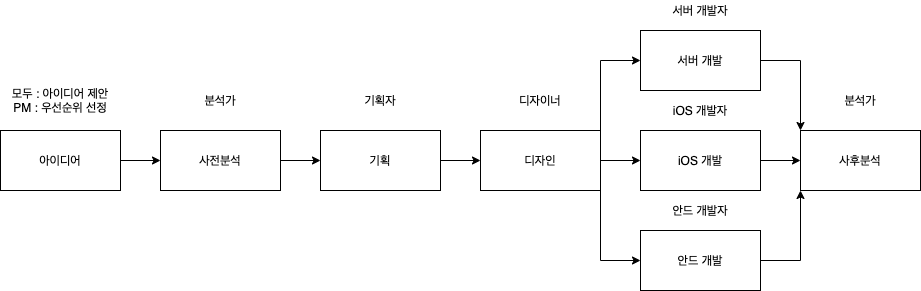 모두 : 아이디어 제안
PM : 우선순위 선정
아이디어
분석가
사전분석
기획자
기획
디자이너
디자인
서버 개발자
서버 개발
iOS 개발자
iOS 개발
안드 개발자
안드 개발
분석가
사후분석